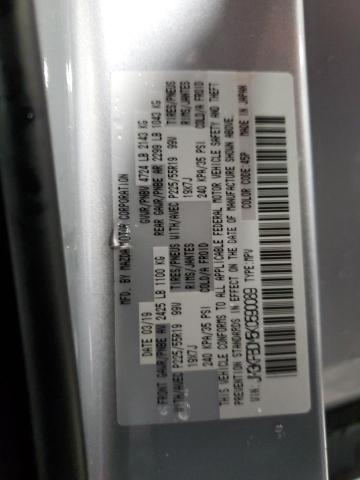 MFD. BY MAZDA MOTOR CORPORATION
DATE 03/19 GVWR/PNBV 4724 LB 2143 KG
FRONT GAWR/PNBE AV 2425 LB 1100 KG REAR GAWR/PNBE AR 2299 LB 1043 KG
WITH/AVEC P225/55R19 99V TIRES/PNEUS WITH/AVEC P225/55R19 99V TIRES/PNEUS
19X7J RIMS/JANTES 19X7J RIMS/JANTES
240 KPA/35 PSI COLD/A FROID 240 KPA/35 PSI COLD/A FROID
THIS VEHICLE CONFORMS TO ALL APPLICABLE FEDERAL MOTOR VEHICLE SAFETY AND THEFT
PREVENTION STANDARDS IN EFFECT ON THE DATE OF MANUFACTURE SHOWN ABOVE.
VIN: TYPE:MPV MADE IN JAPAN
COLOR CODE: 45P